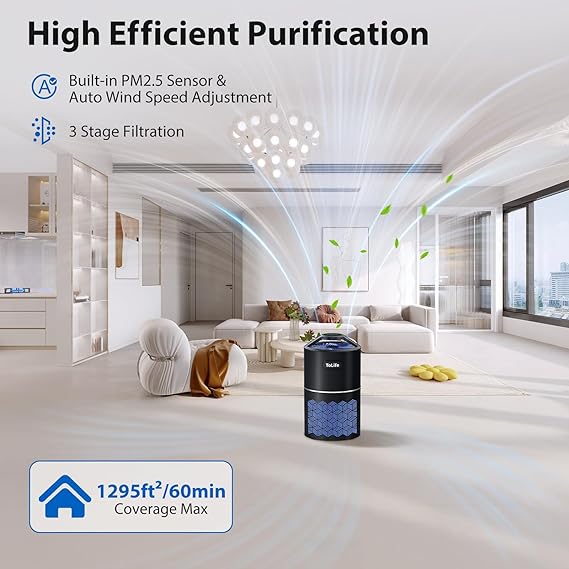 High Efficient Purification
Built-in PM2.5 Sensor &
Auto Wind Speed Adjustment
3 Stage Filtration
YoLife
1295ft²/60min
Coverage Max